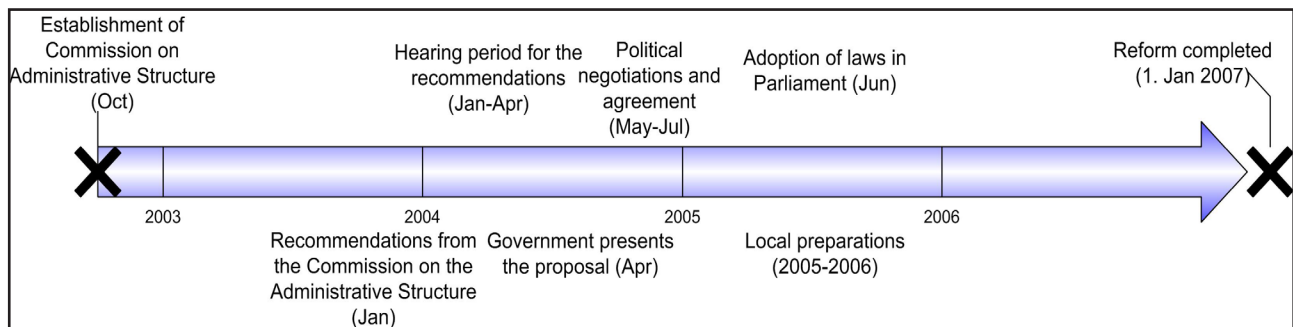 Establishment of
Commission on
Administrative Structure
(Oct)
Hearing period for the
recommendations
(Jan-Apr)
Political
negotiations and
agreement
(May-Jul)
Adoption of laws in
Parliament (Jun)
Reform completed
(1. Jan 2007)
2003
2004
2005
2006
Recommendations from
the Commission on the
Administrative Structure
(Jan)
Government presents
the proposal (Apr)
Local preparations
(2005-2006)